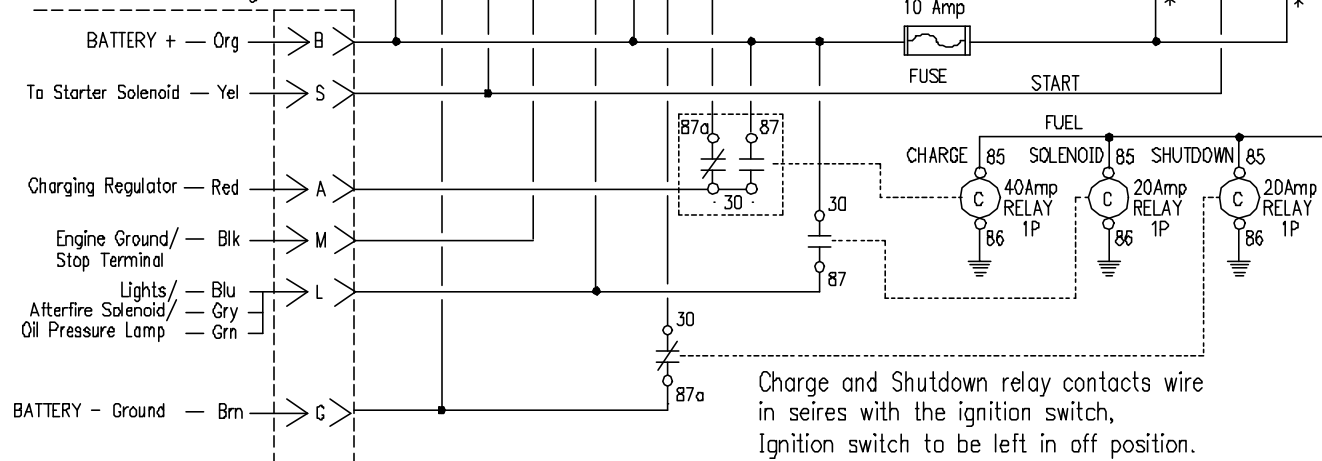 10 Amp
*
*
BATTERY + — Org
B
FUSE
To Starter Solenoid — Yel
S
START
87a
87
FUEL
CHARGE
85
SOLENOID
85
SHUTDOWN
85
Charging Regulator — Red
A
30
C
40Amp
RELAY
1P
C
20Amp
RELAY
1P
C
20Amp
RELAY
1P
30
86
86
86
Engine Ground/ — Blk
Stop Terminal
M
87
Lights/ — Blu
L
Afterfire Solenoid/ — Gry
Oil Pressure Lamp — Grn
30
87a
BATTERY – Ground — Brn
G
Charge and Shutdown relay contacts wire
in seires with the ignition switch,
Ignition switch to be left in off position.